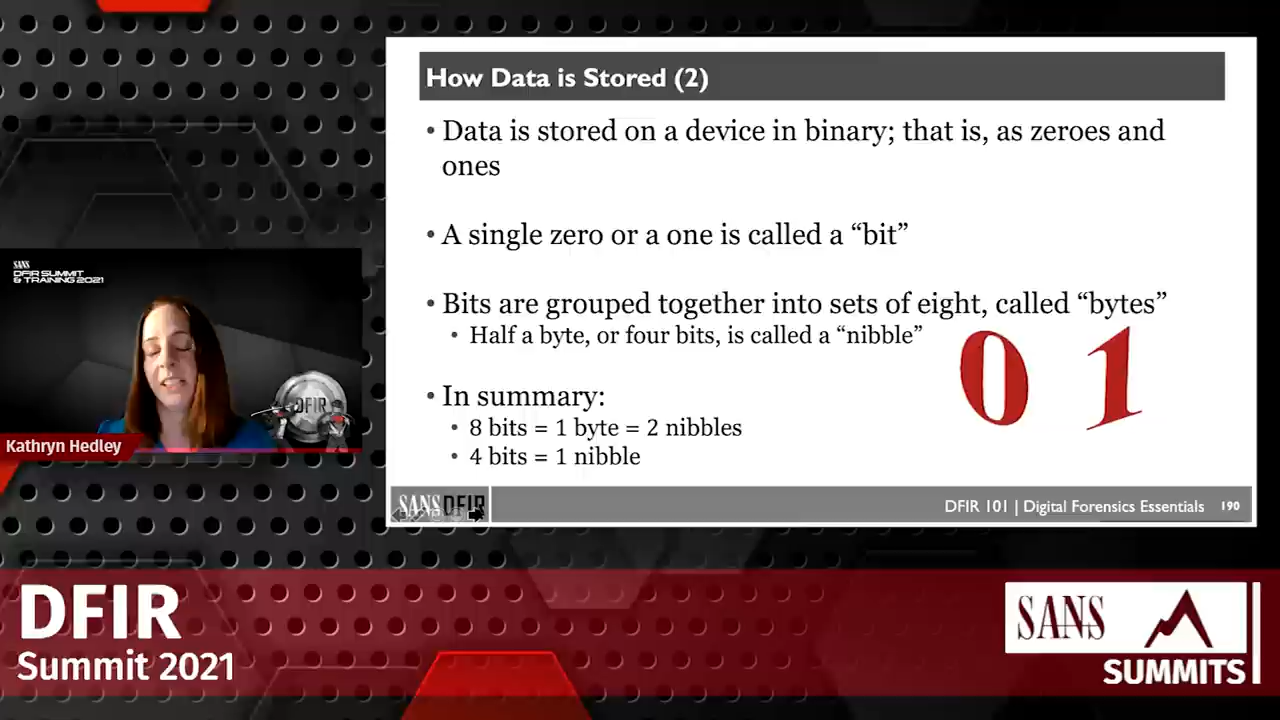 How Data is Stored (2)
• Data is stored on a device in binary; that is, as zeroes and
ones
• A single zero or a one is called a “bit”
• Bits are grouped together into sets of eight, called “bytes”
• Half a byte, or four bits, is called a “nibble”
0 1
• In summary:
• 8 bits = 1 byte = 2 nibbles
• 4 bits = 1 nibble
SANS DFIR
DFIR 101 | Digital Forensics Essentials 190
SANS
DFIR SUMMIT
& TRAINING 2021
DFIR
Kathryn Hedley
DFIR
Summit 2021
SANS
SUMMITS